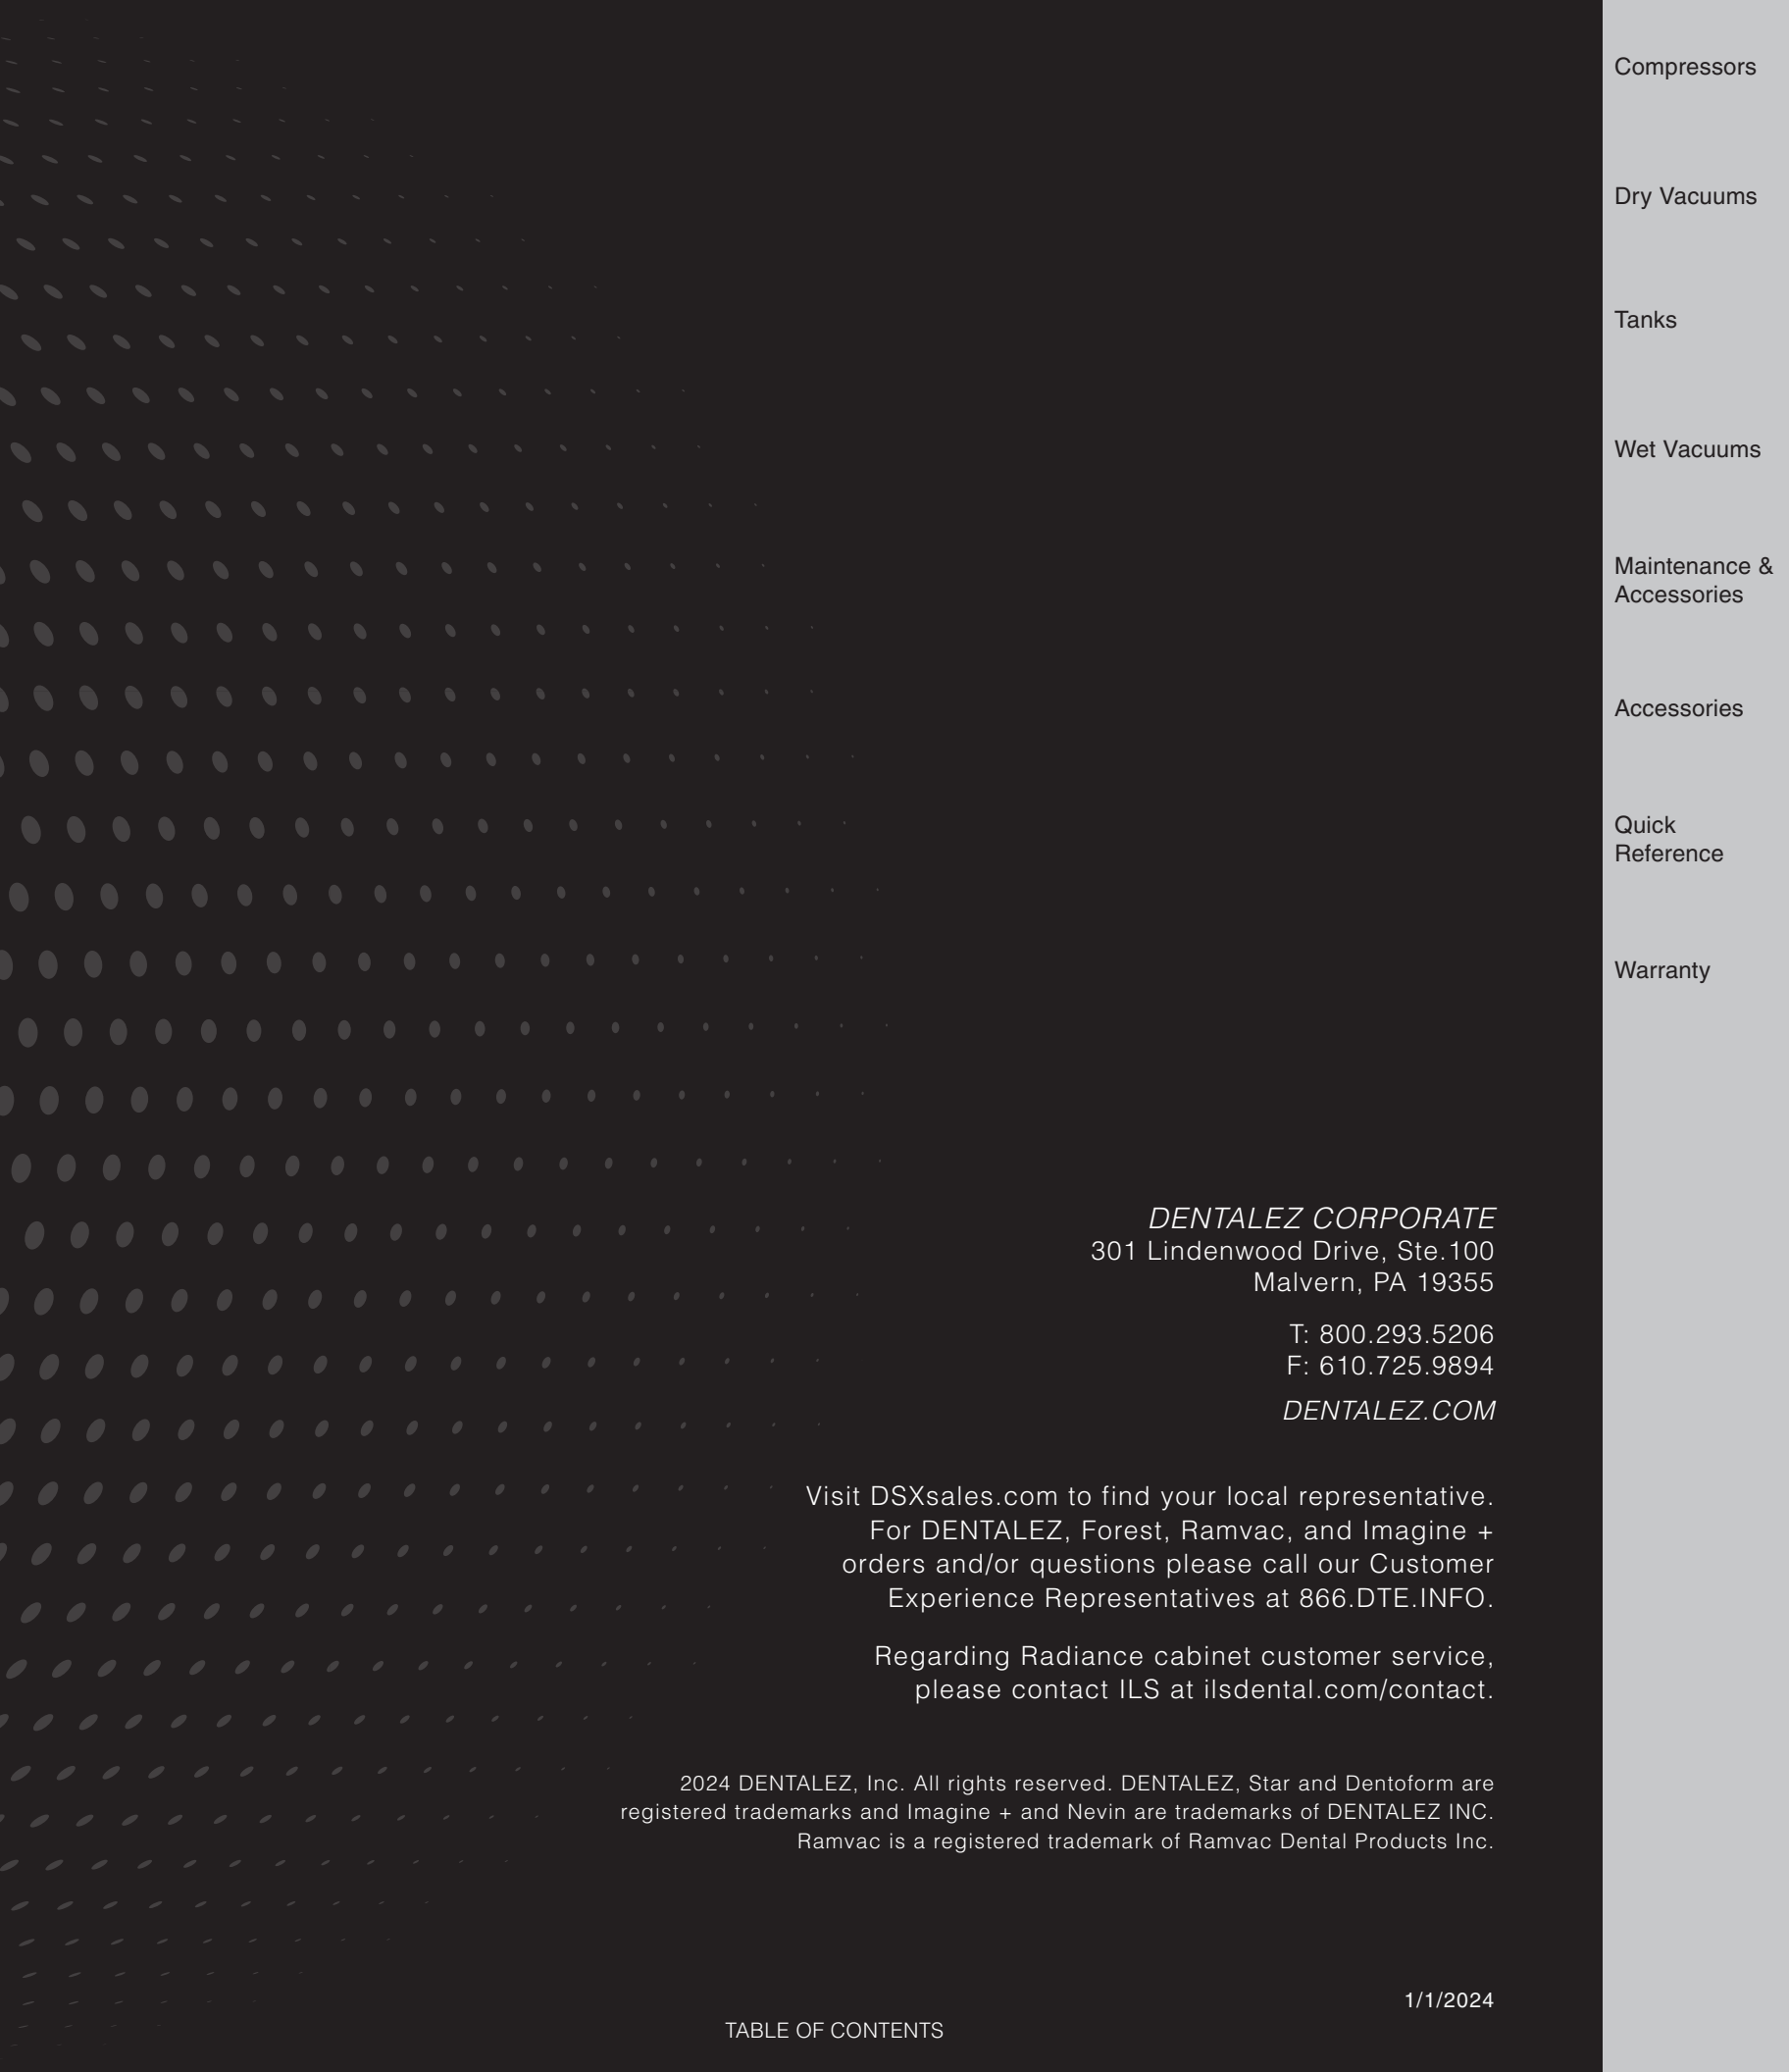 Compressors
Dry Vacuums
Tanks
Wet Vacuums
Maintenance &
Accessories
Accessories
Quick
Reference
Warranty
DENTALEZ CORPORATE
301 Lindenwood Drive, Ste.100
Malvern, PA 19355
T: 800.293.5206
F: 610.725.9894
DENTALEZ.COM
Visit DSXsales.com to find your local representative.
For DENTALEZ, Forest, Ramvac, and Imagine +
orders and/or questions please call our Customer
Experience Representatives at 866.DTE.INFO.
Regarding Radiance cabinet customer service,
please contact ILS at ilsdental.com/contact.
2024 DENTALEZ, Inc. All rights reserved. DENTALEZ, Star and Dentoform are
registered trademarks and Imagine + and Nevin are trademarks of DENTALEZ INC.
Ramvac is a registered trademark of Ramvac Dental Products Inc.
1/1/2024
TABLE OF CONTENTS